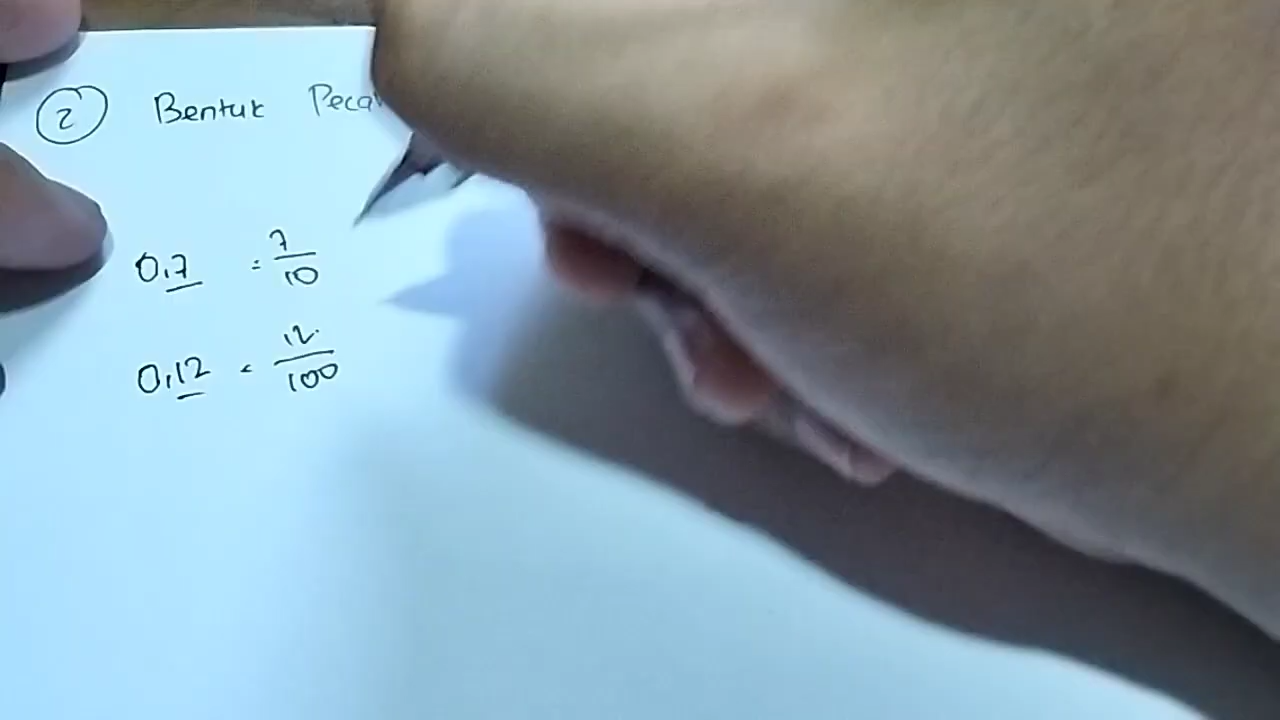 2 Bentuk
0,7 = 7/10
0,12 = 12/100